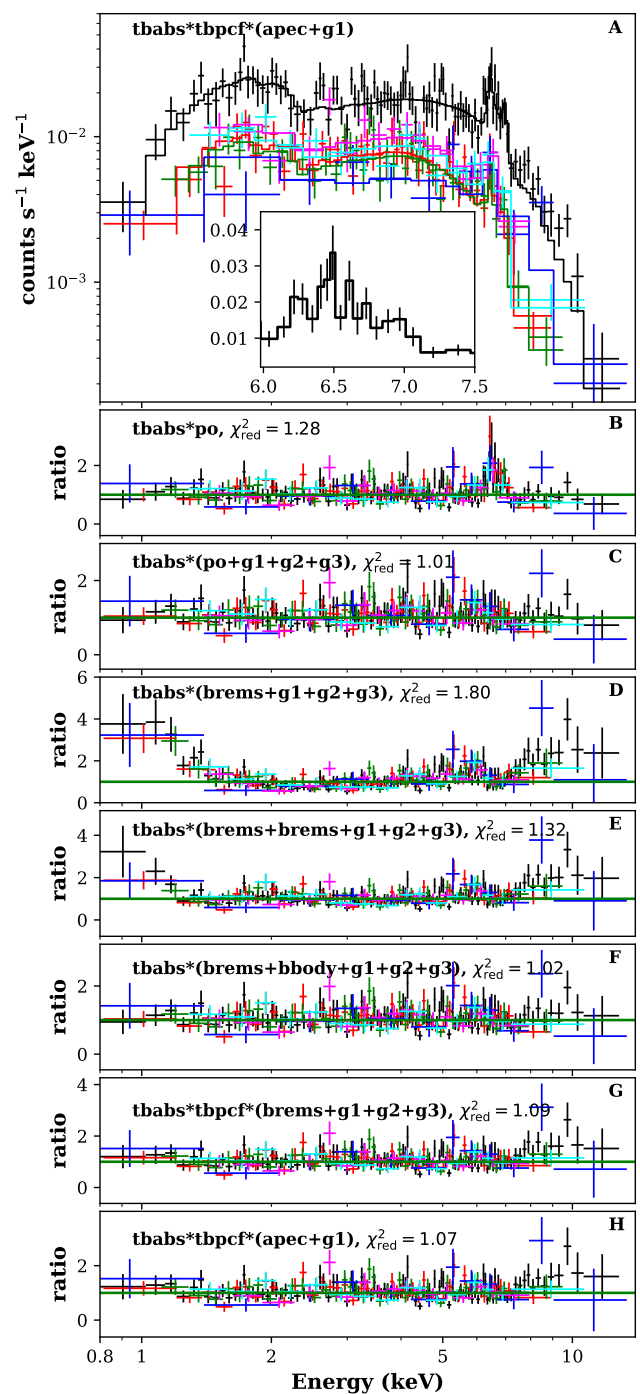 tbabs*tbpcf*(apec+g1) A
10⁻²
10⁻³
counts s⁻¹ keV⁻¹
0.04
0.03
0.02
0.01
6.0 6.5 7.0 7.5
tbabs*po, χ²red = 1.28 B
2
0
ratio
tbabs*(po+g1+g2+g3), χ²red = 1.01 C
2
0
ratio
6
tbabs*(brems+g1+g2+g3), χ²red = 1.80 D
4
2
0
ratio
tbabs*(brems+brems+g1+g2+g3), χ²red = 1.32 E
4
2
0
ratio
tbabs*(brems+bbody+g1+g2+g3), χ²red = 1.02 F
2
0
ratio
4
tbabs*tbpcf*(brems+g1+g2+g3), χ²red = 1.09 G
2
0
ratio
tbabs*tbpcf*(apec+g1), χ²red = 1.07 H
2
0
ratio
0.8 1 2 5 10
Energy (keV)